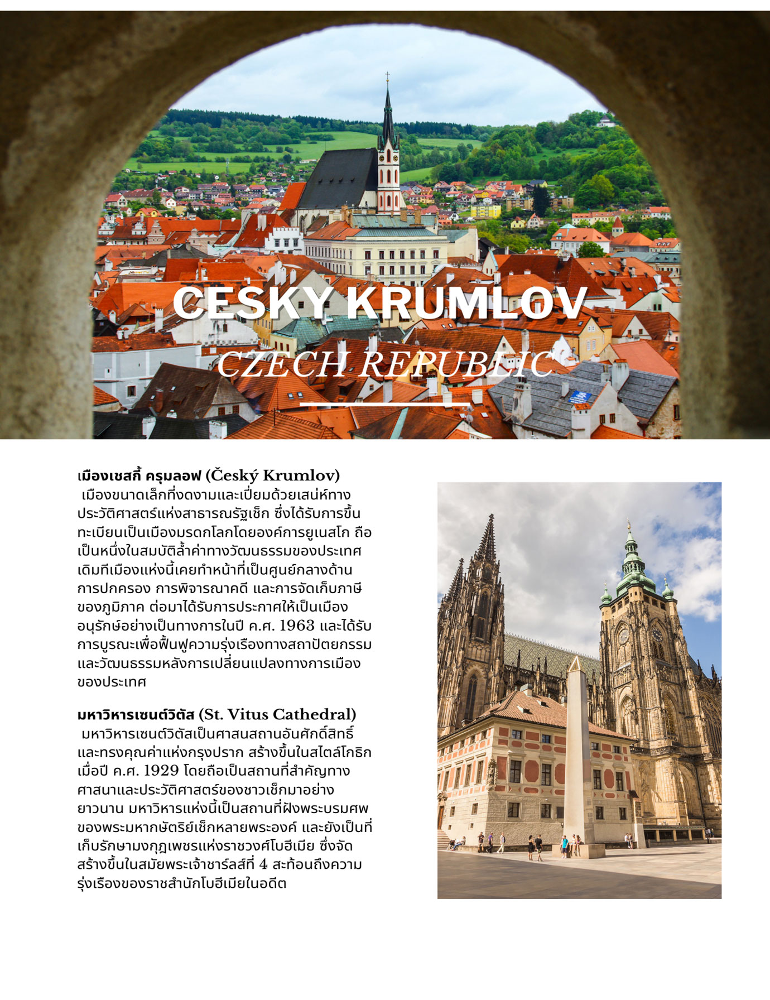 CESKY KRUMLOV
CZECH REPUBLIC
เมืองเชสกี้ ครุมลอฟ (Český Krumlov)
เมืองขนาดเล็กที่งดงามและเปี่ยมด้วยเสน่ห์ทาง
ประวัติศาสตร์แห่งสาธารณรัฐเช็ก ซึ่งได้รับการขึ้น
ทะเบียนเป็นเมืองมรดกโลกโดยองค์การยูเนสโก ถือ
เป็นหนึ่งในสมบัติล้ำค่าทางวัฒนธรรมของประเทศ
เดิมทีเมืองแห่งนี้เคยทำหน้าที่เป็นศูนย์กลางด้าน
การปกครอง การพิจารณาคดี และการจัดเก็บภาษี
ของภูมิภาค ต่อมาได้รับการประกาศให้เป็นเมือง
อนุรักษ์อย่างเป็นทางการในปี ค.ศ. 1963 และได้รับ
การบูรณะเพื่อฟื้นฟูความรุ่งเรืองทางสถาปัตยกรรม
และวัฒนธรรมหลังการเปลี่ยนแปลงทางการเมือง
ของประเทศ
มหาวิหารเซนต์วิตัส (St. Vitus Cathedral)
มหาวิหารเซนต์วิตัสเป็นศาสนสถานอันศักดิ์สิทธิ์
และทรงคุณค่าแห่งกรุงปราก สร้างขึ้นในสไตล์โกธิก
เมื่อปี ค.ศ. 1929 โดยถือเป็นสถานที่สำคัญทาง
ศาสนาและประวัติศาสตร์ของชาวเช็กมาอย่าง
ยาวนาน มหาวิหารแห่งนี้เป็นสถานที่ฝังพระบรมศพ
ของพระมหากษัตริย์เช็กหลายพระองค์ และยังเป็นที่
เก็บรักษามงกุฎเพชรแห่งราชวงศ์โบฮีเมีย ซึ่งจัด
สร้างขึ้นในสมัยพระเจ้าชาร์ลส์ที่ 4 สะท้อนถึงความ
รุ่งเรืองของราชสำนักโบฮีเมียในอดีต